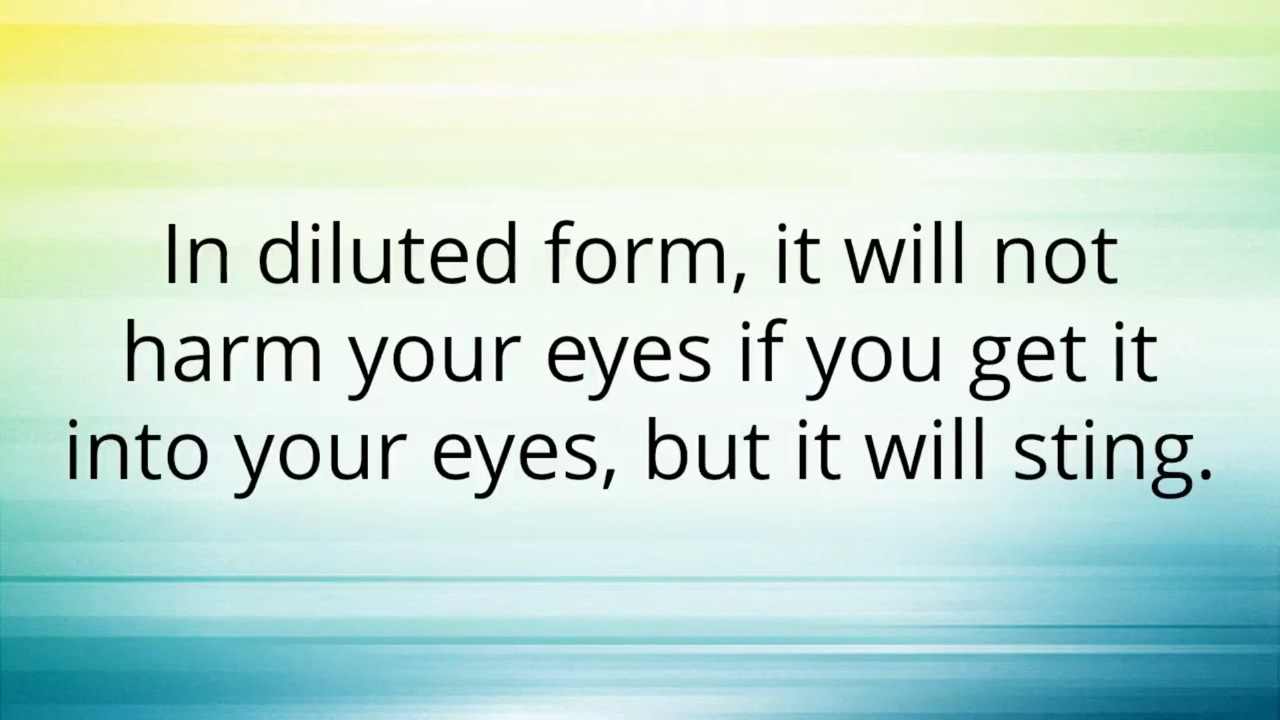 In diluted form, it will not
harm your eyes if you get it
into your eyes, but it will sting.